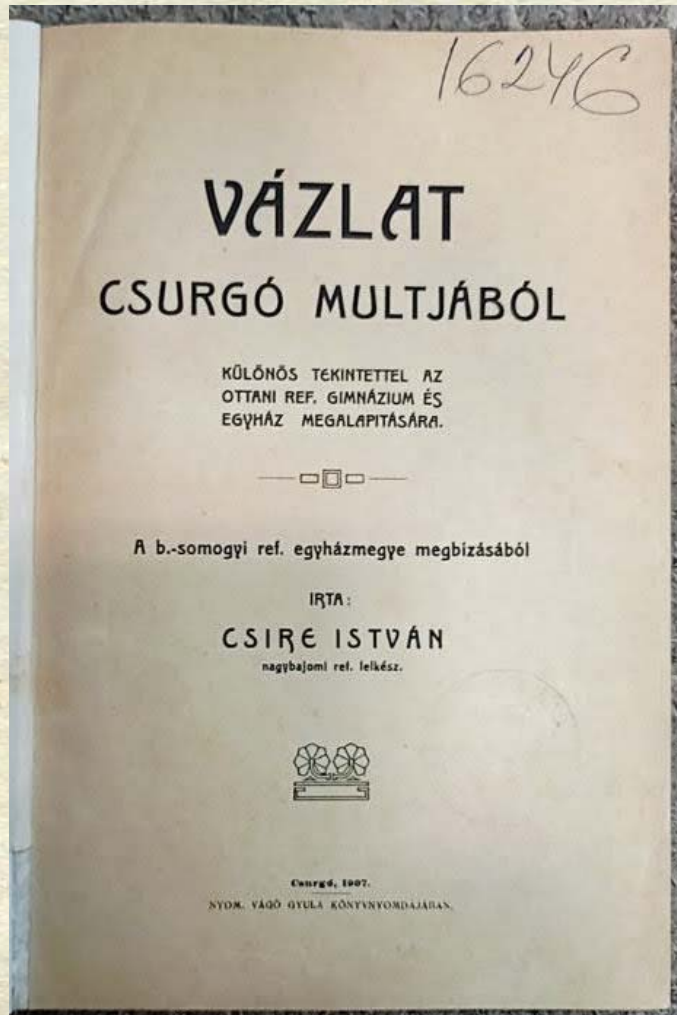 16246
VÁZLAT
CSURGÓ MULTJÁBÓL
KÜLÖNÖS TEKINTETTEL AZ
OTTANI REF. GIMNÁZIUM ÉS
EGYHÁZ MEGALAPITÁSÁRA.
A b.-somogyi ref. egyházmegye megbízásából
IRTA:
CSIRE ISTVÁN
nagybajomi ref. lelkész.
Csurgó, 1907.
NYOM. VÁGÓ GYULA KÖNYVNYOMDÁJÁBAN.